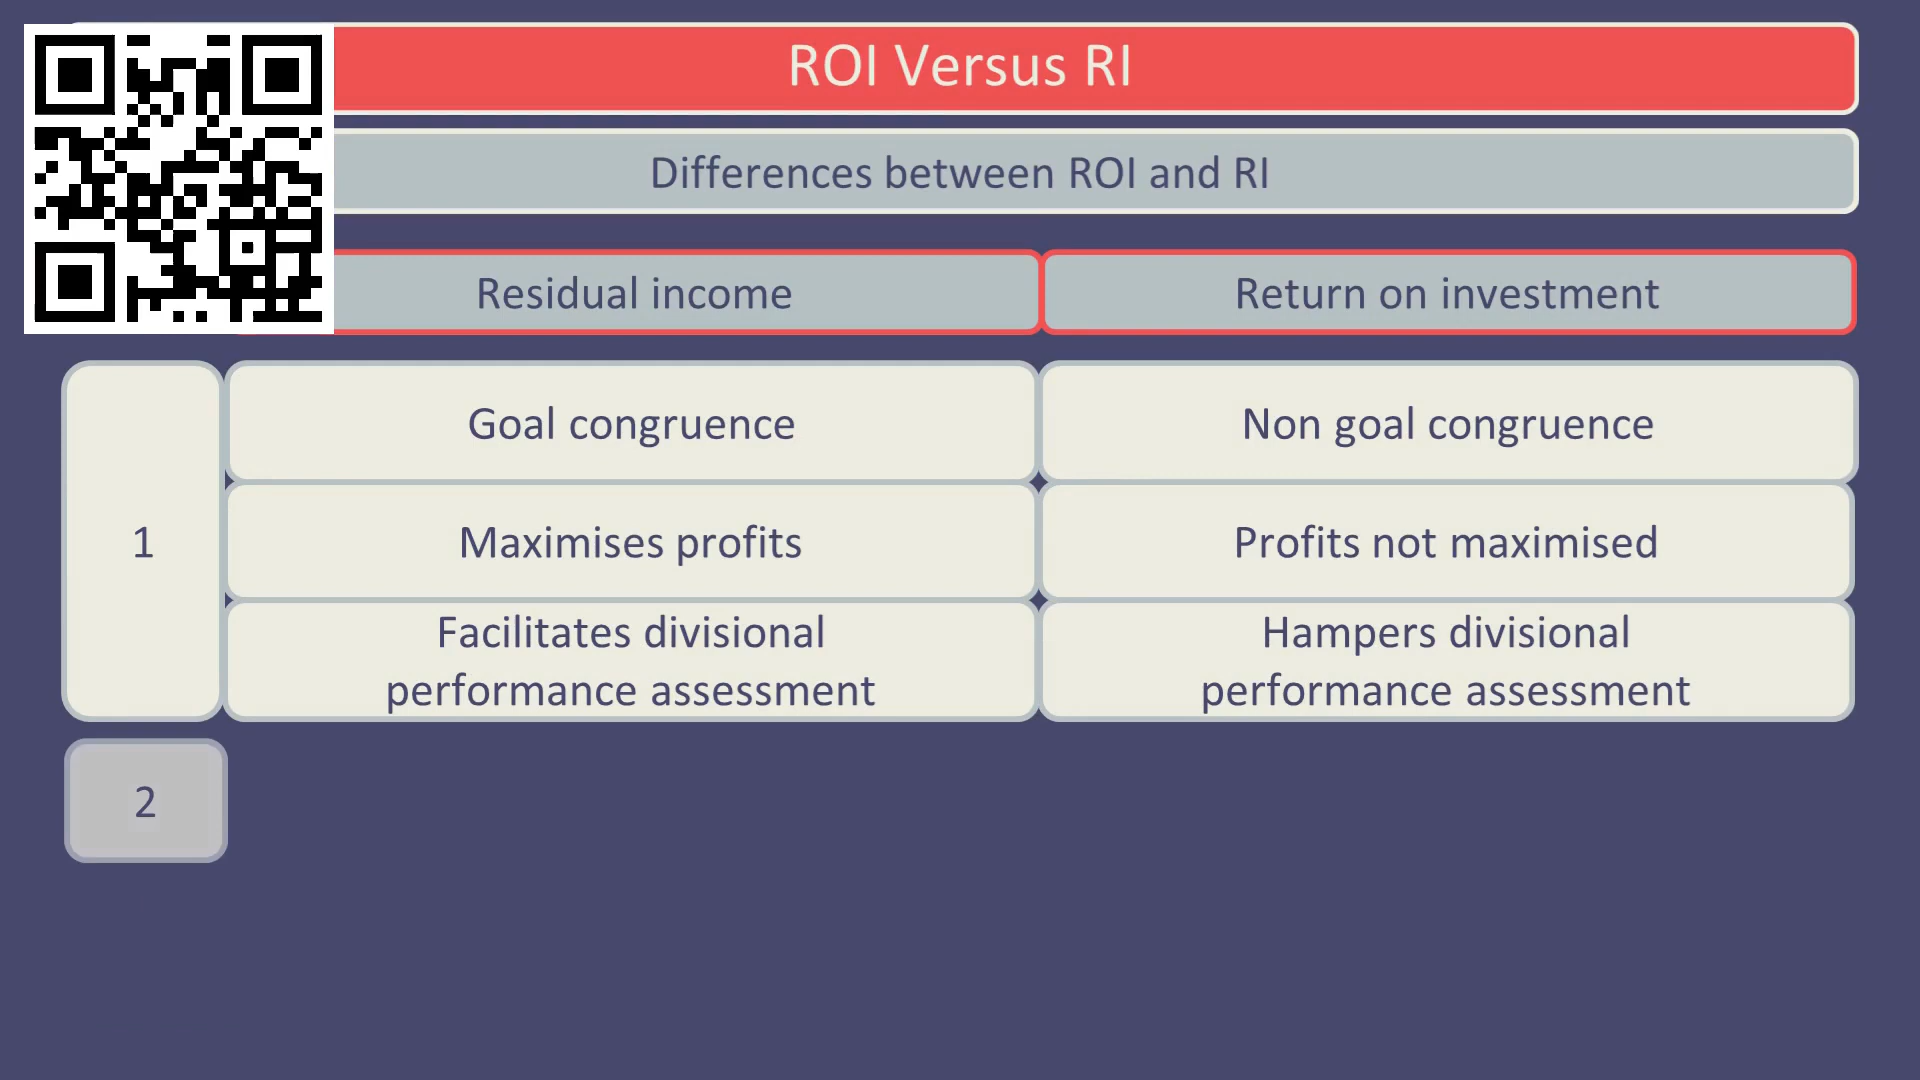 ROI Versus RI
Differences between ROI and RI
Residual income
Return on investment
1
Goal congruence
Non goal congruence
Maximises profits
Profits not maximised
Facilitates divisional
performance assessment
Hampers divisional
performance assessment
2